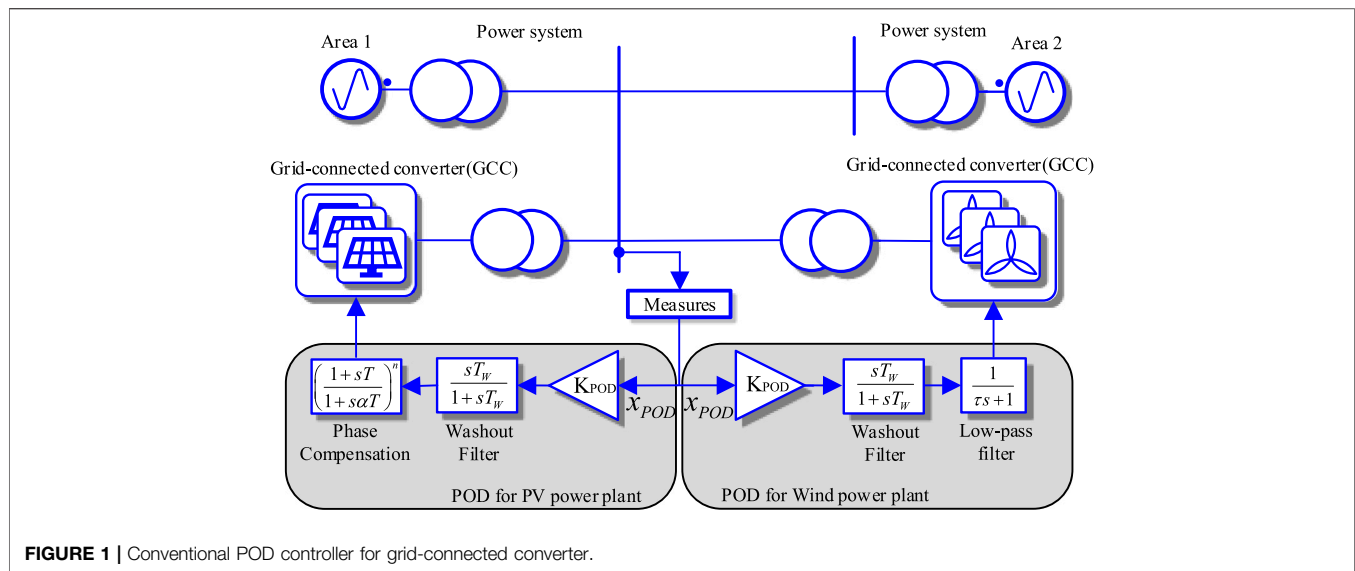 Power system
Power system
Area 1
Area 2
Grid-connected converter(GCC)
Grid-connected converter(GCC)
Measures
(1+sT / 1+sαT)^n
sT_W / 1+sT_W
K_POD
x_POD
x_POD
K_POD
sT_W / 1+sT_W
1 / τs+1
Phase
Compensation
Washout
Filter
Washout
Filter
Low-pass
filter
POD for PV power plant
POD for Wind power plant
FIGURE 1 | Conventional POD controller for grid-connected converter.